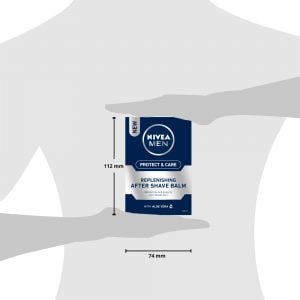 NEW
NIVEA
MEN
PROTECT & CARE
REPLENISHING
AFTER SHAVE BALM
WITH ALOE VERA
112 mm
74 mm